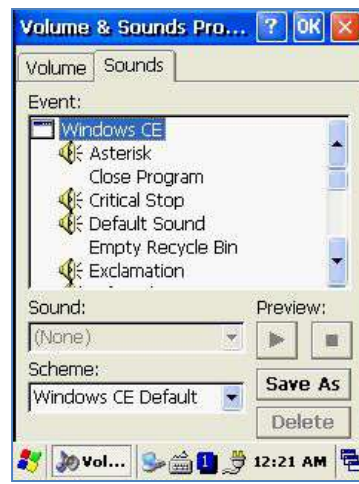 Volume & Sounds Pro... ? OK
Volume Sounds
Event:
Windows CE
Asterisk
Close Program
Critical Stop
Default Sound
Empty Recycle Bin
Exclamation
Sound: Preview:
(None)
Scheme:
Windows CE Default
Save As
Delete
Vol... 1 12:21 AM